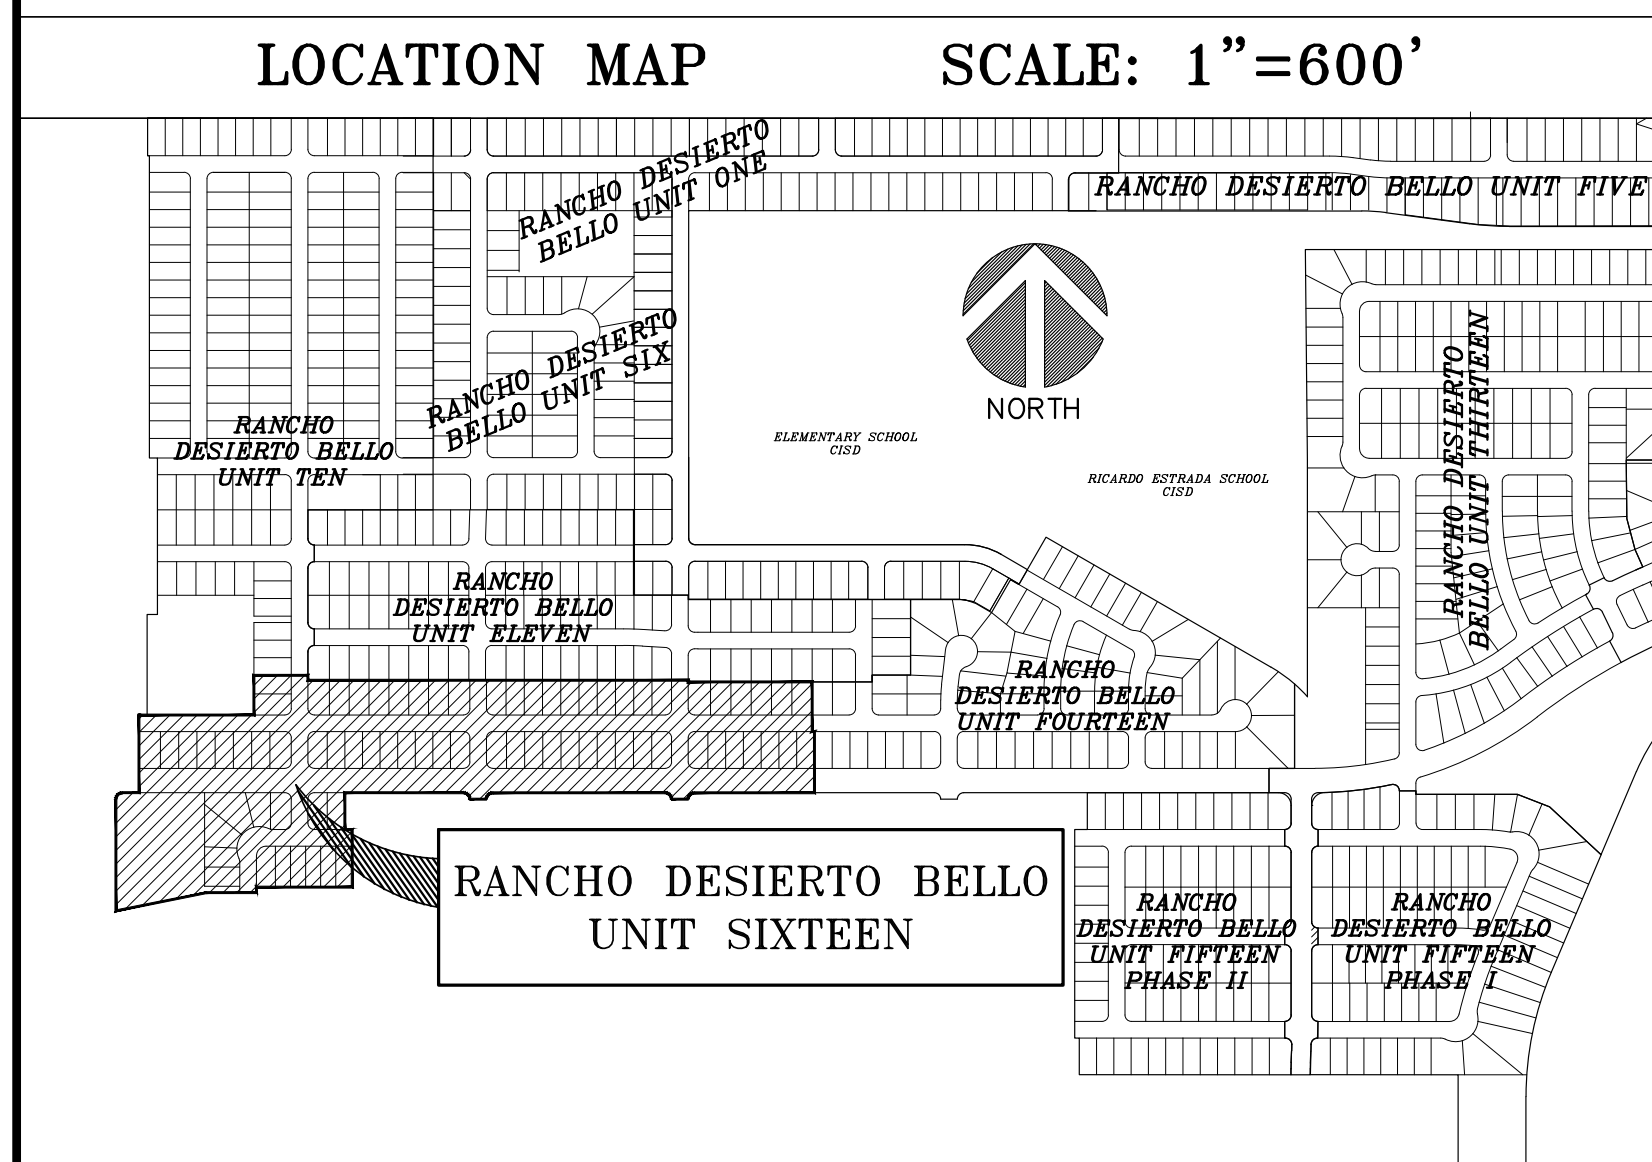 LOCATION MAP SCALE: 1"=600'
RANCHO DESIERTO
BELLO UNIT ONE
RANCHO DESIERTO BELLO UNIT FIVE
RANCHO DESIERTO
BELLO UNIT SIX
NORTH
RANCHO
DESIERTO BELLO
UNIT TEN
ELEMENTARY SCHOOL
CISD
RICARDO ESTRADA SCHOOL
CISD
RANCHO DESIERTO
BELLO UNIT THIRTEEN
RANCHO
DESIERTO BELLO
UNIT ELEVEN
RANCHO
DESIERTO BELLO
UNIT FOURTEEN
RANCHO DESIERTO BELLO
UNIT SIXTEEN
RANCHO
DESIERTO BELLO
UNIT FIFTEEN
PHASE II
RANCHO
DESIERTO BELLO
UNIT FIFTEEN
PHASE I